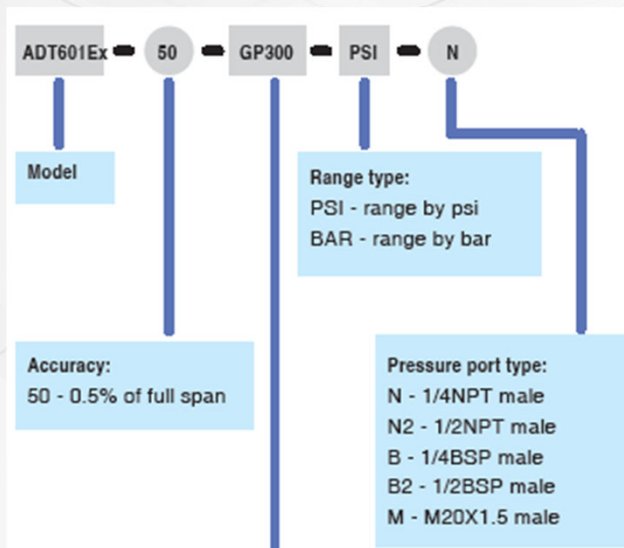 ADT601Ex - 50 - GP300 - PSI - N
Model
Range type:
PSI - range by psi
BAR - range by bar
Accuracy:
50 - 0.5% of full span
Pressure port type:
N - 1/4NPT male
N2 - 1/2NPT male
B - 1/4BSP male
B2 - 1/2BSP male
M - M20X1.5 male